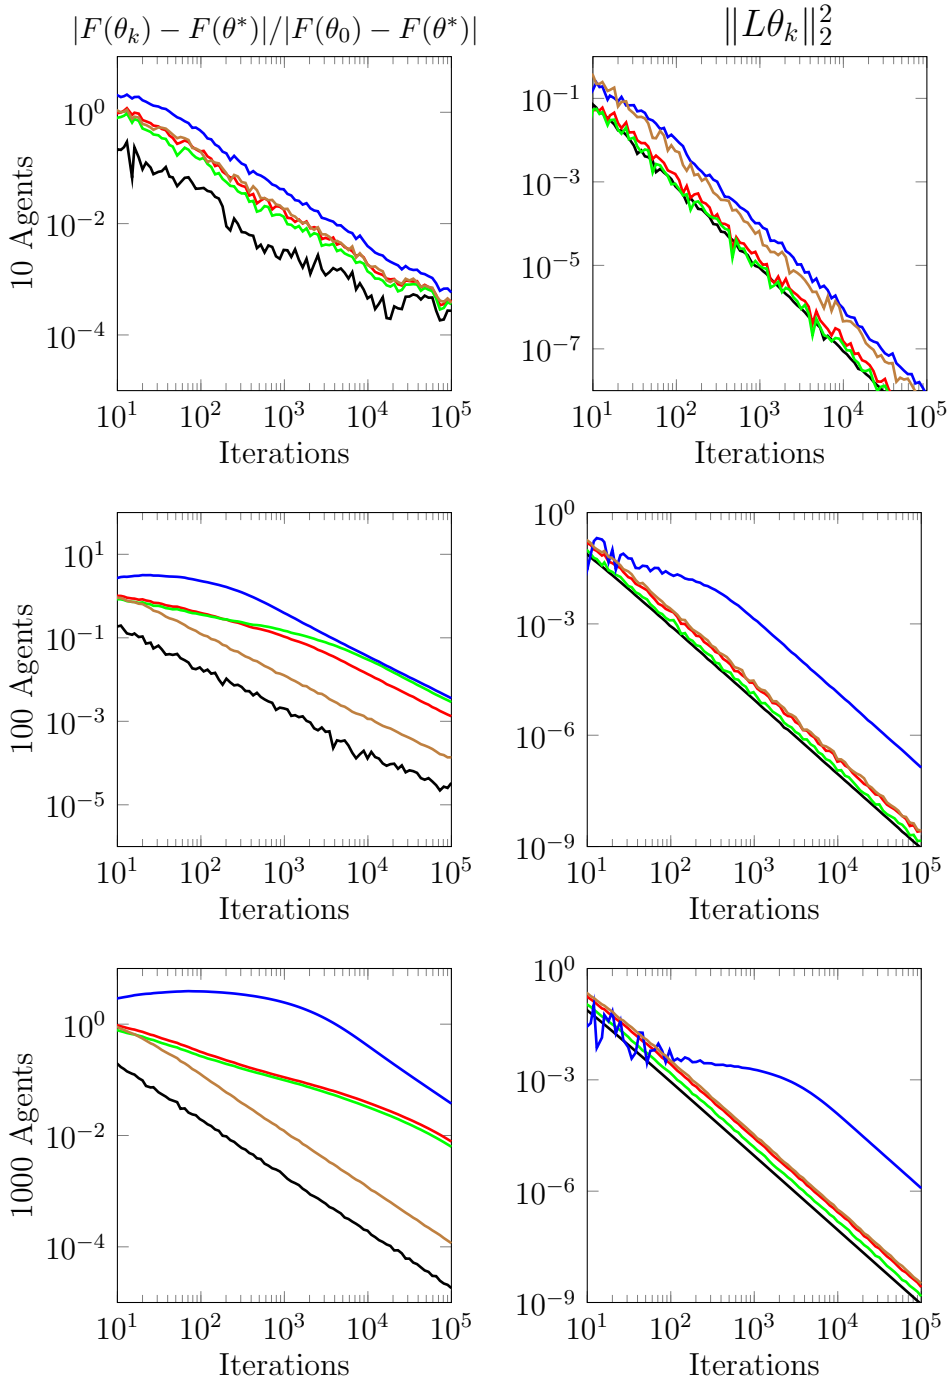 |F(θ_k) − F(θ*)|/|F(θ_0) − F(θ*)|
‖Lθ_k‖_2^2
10 Agents
10^0
10^{-2}
10^{-4}
10^1 10^2 10^3 10^4 10^5
Iterations
10^{-1}
10^{-3}
10^{-5}
10^{-7}
10^1 10^2 10^3 10^4 10^5
Iterations
100 Agents
10^1
10^{-1}
10^{-3}
10^{-5}
10^1 10^2 10^3 10^4 10^5
Iterations
10^0
10^{-3}
10^{-6}
10^{-9}
10^1 10^2 10^3 10^4 10^5
Iterations
1000 Agents
10^0
10^{-2}
10^{-4}
10^1 10^2 10^3 10^4 10^5
Iterations
10^0
10^{-3}
10^{-6}
10^{-9}
10^1 10^2 10^3 10^4 10^5
Iterations